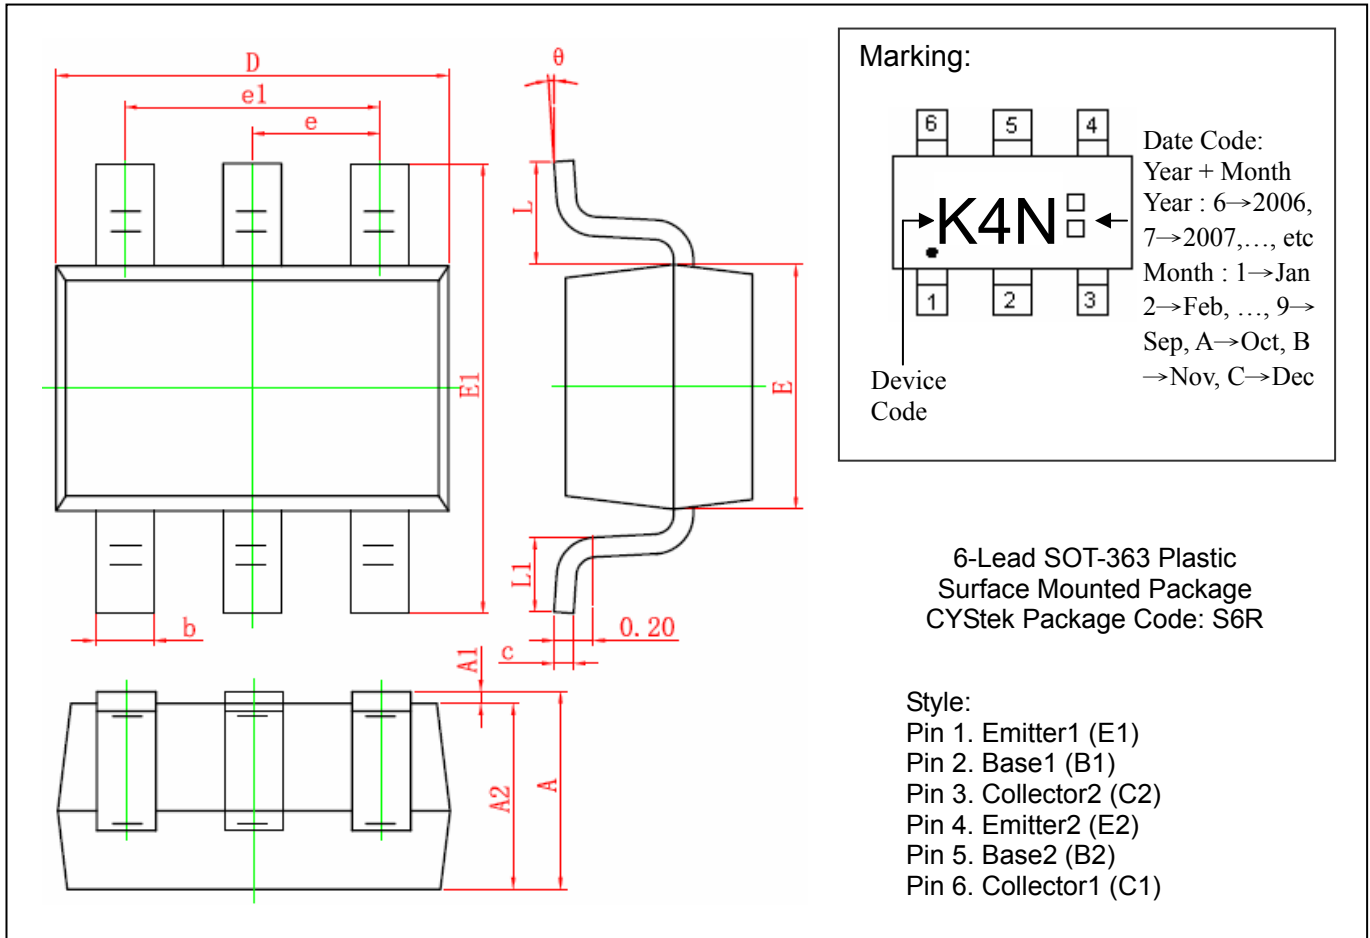 D
e1
e
θ
L
E1
E
L1
b
0.20
c
A1
A2
A
Marking:
6 5 4
K4N
1 2 3
Device
Code
Date Code:
Year + Month
Year : 6→2006,
7→2007,…, etc
Month : 1→Jan
2→Feb, …, 9→
Sep, A→Oct, B
→Nov, C→Dec
6-Lead SOT-363 Plastic
Surface Mounted Package
CYStek Package Code: S6R
Style:
Pin 1. Emitter1 (E1)
Pin 2. Base1 (B1)
Pin 3. Collector2 (C2)
Pin 4. Emitter2 (E2)
Pin 5. Base2 (B2)
Pin 6. Collector1 (C1)